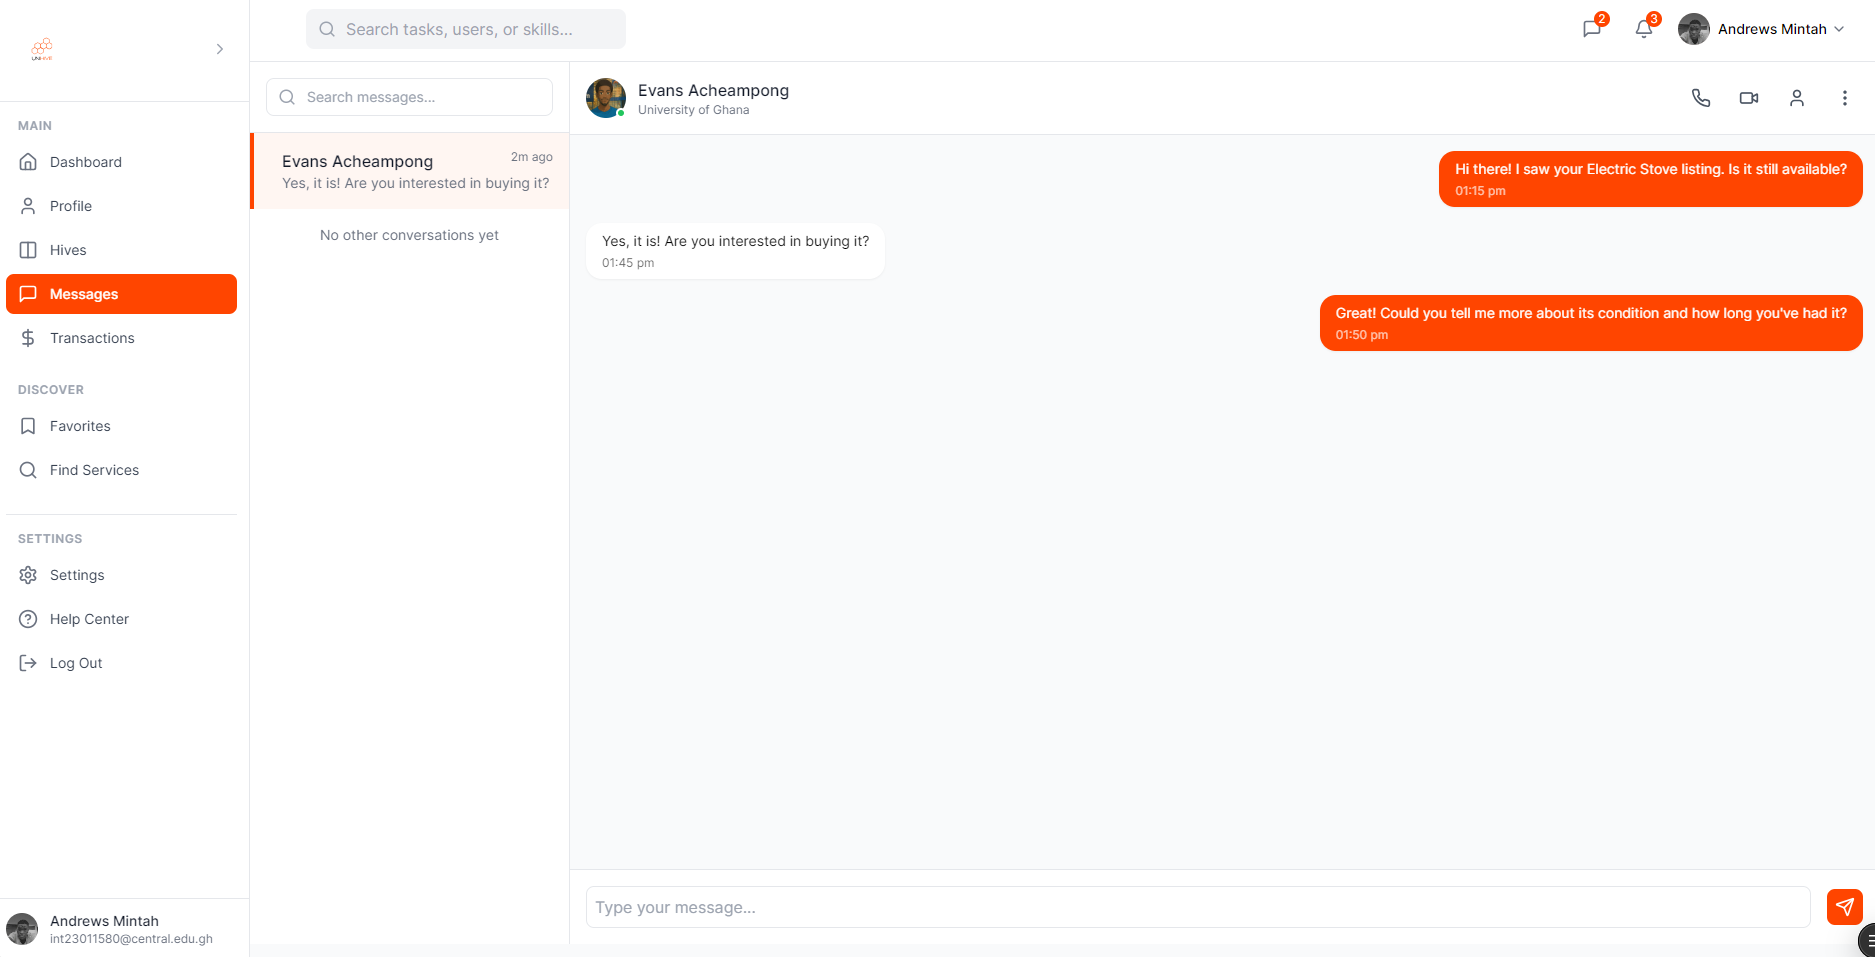 UNIHIVE
MAIN
Dashboard
Profile
Hives
Messages
Transactions
DISCOVER
Favorites
Find Services
SETTINGS
Settings
Help Center
Log Out
Andrews Mintah
int23011580@central.edu.gh
Search tasks, users, or skills...
2
3
Andrews Mintah
Search messages...
Evans Acheampong
2m ago
Yes, it is! Are you interested in buying it?
No other conversations yet
Evans Acheampong
University of Ghana
Hi there! I saw your Electric Stove listing. Is it still available?
01:15 pm
Yes, it is! Are you interested in buying it?
01:45 pm
Great! Could you tell me more about its condition and how long you've had it?
01:50 pm
Type your message...